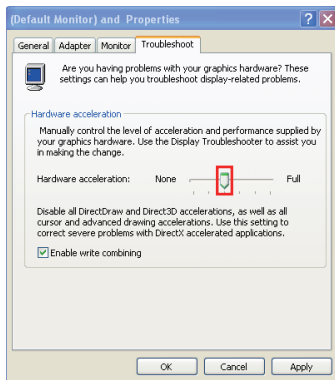 (Default Monitor) and Properties
General Adapter Monitor Troubleshoot
Are you having problems with your graphics hardware? These
settings can help you troubleshoot display-related problems.
Hardware acceleration
Manually control the level of acceleration and performance supplied by
your graphics hardware. Use the Display Troubleshooter to assist you
in making the change.
Hardware acceleration: None Full
Disable all DirectDraw and Direct3D accelerations, as well as all
cursor and advanced drawing accelerations. Use this setting to
correct severe problems with DirectX accelerated applications.
Enable write combining
OK Cancel Apply